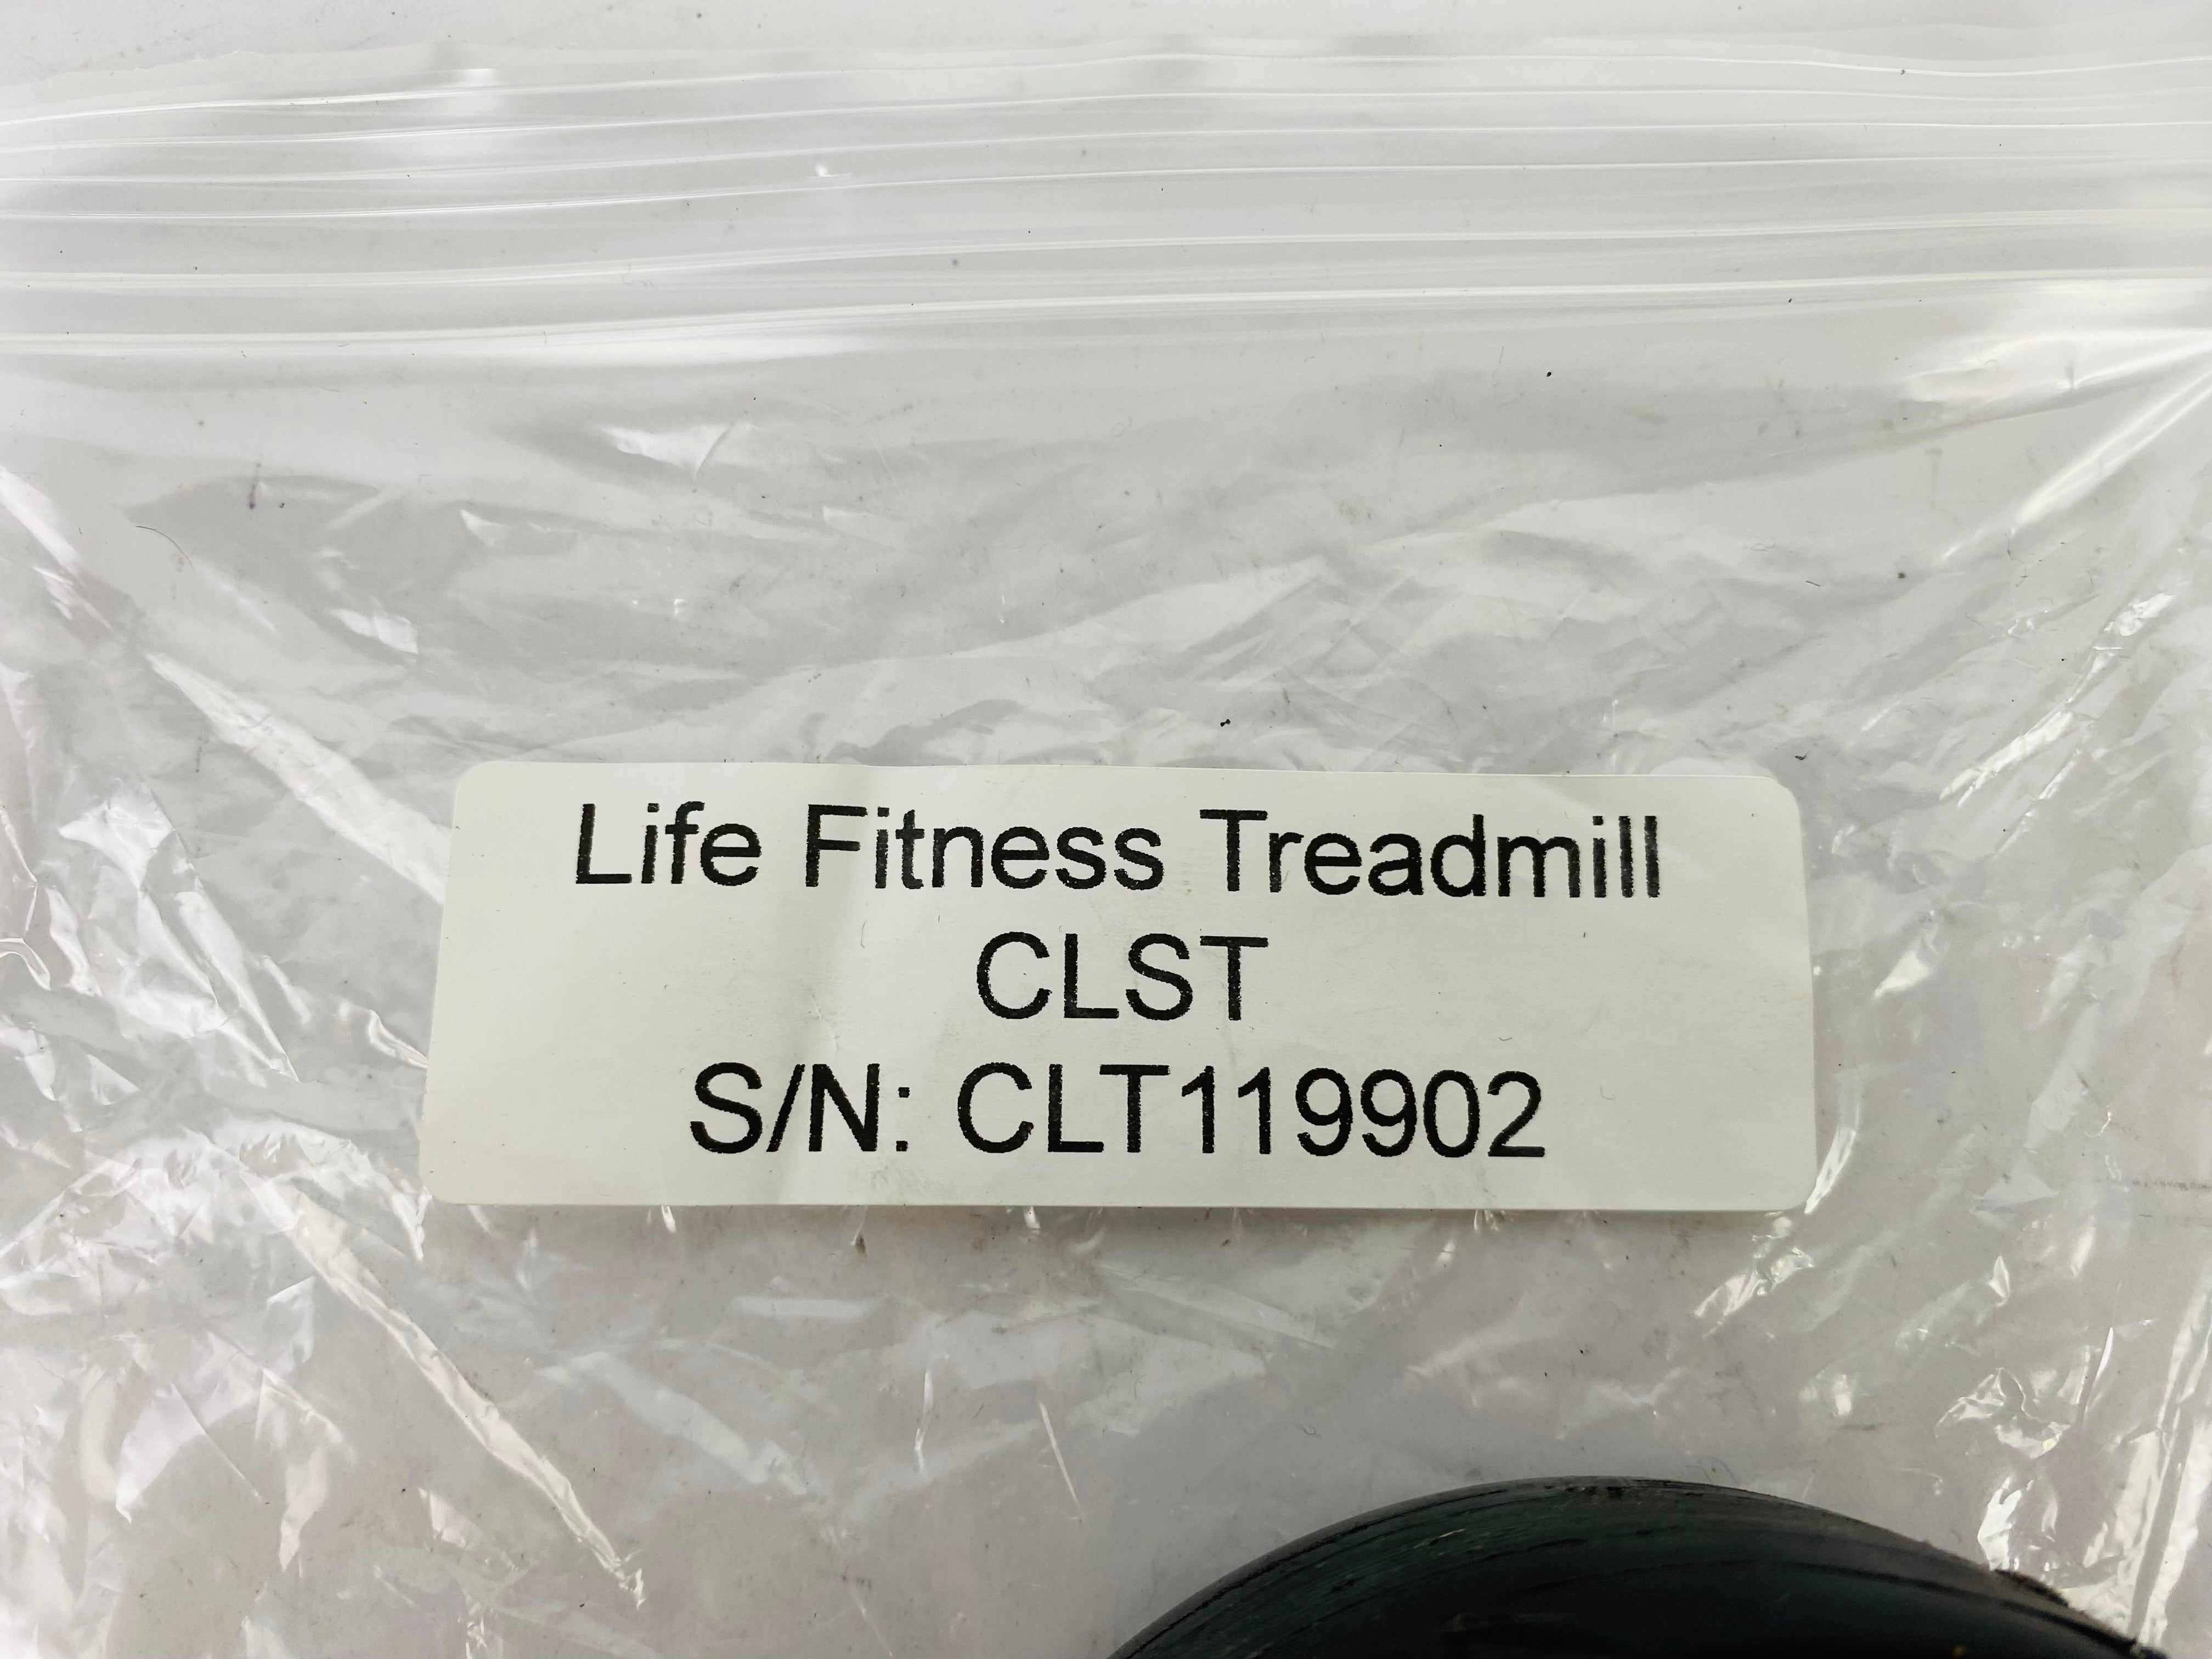 Life Fitness Treadmill
CLST
S/N: CLT119902